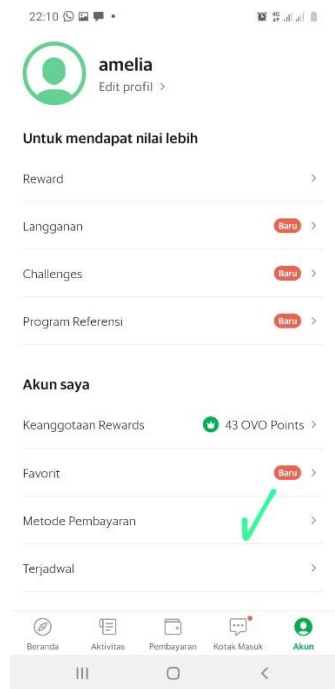 22:10
amelia
Edit profil >
Untuk mendapat nilai lebih
Reward >
Langganan Baru >
Challenges Baru >
Program Referensi Baru >
Akun saya
Keanggotaan Rewards 43 OVO Points >
Favorit Baru >
Metode Pembayaran >
Terjadwal >
Beranda Aktivitas Pembayaran Kotak Masuk Akun